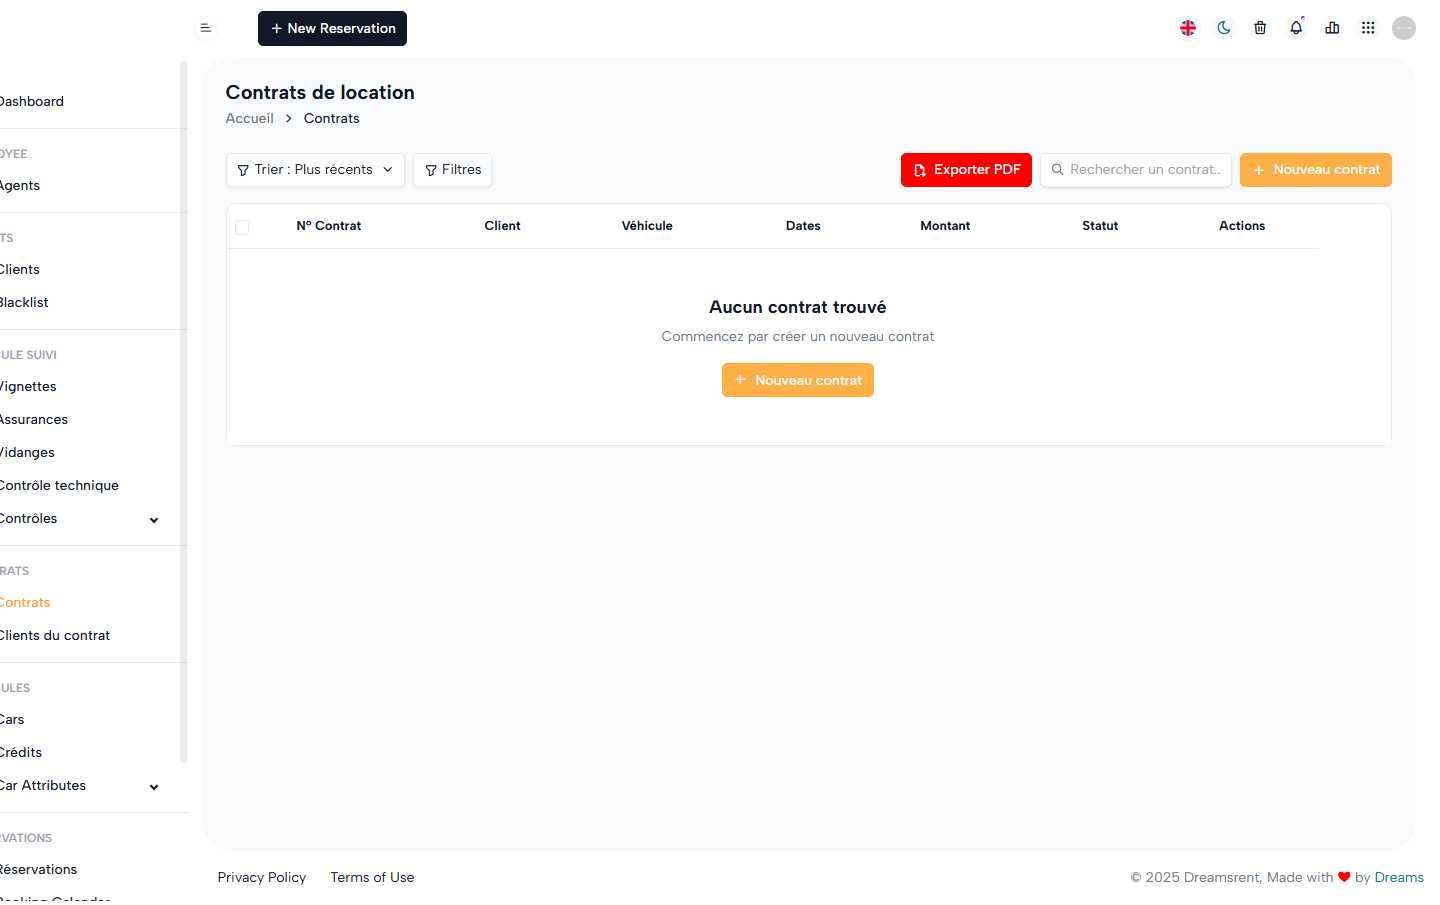 New Reservation
Dashboard
OYEE
Agents
TS
Clients
Blacklist
ULE SUIVI
Vignettes
Assurances
Vidanges
Contrôle technique
Contrôles
RATS
Contrats
Clients du contrat
ULES
Cars
Crédits
Car Attributes
RVATIONS
Réservations
Booking Calendar
Contrats de location
Accueil > Contrats
Trier : Plus récents Filtres Exporter PDF Rechercher un contrat.. Nouveau contrat
N° Contrat Client Véhicule Dates Montant Statut Actions
Aucun contrat trouvé
Commencez par créer un nouveau contrat
Nouveau contrat
Privacy Policy Terms of Use © 2025 Dreamsrent, Made with ❤ by Dreams